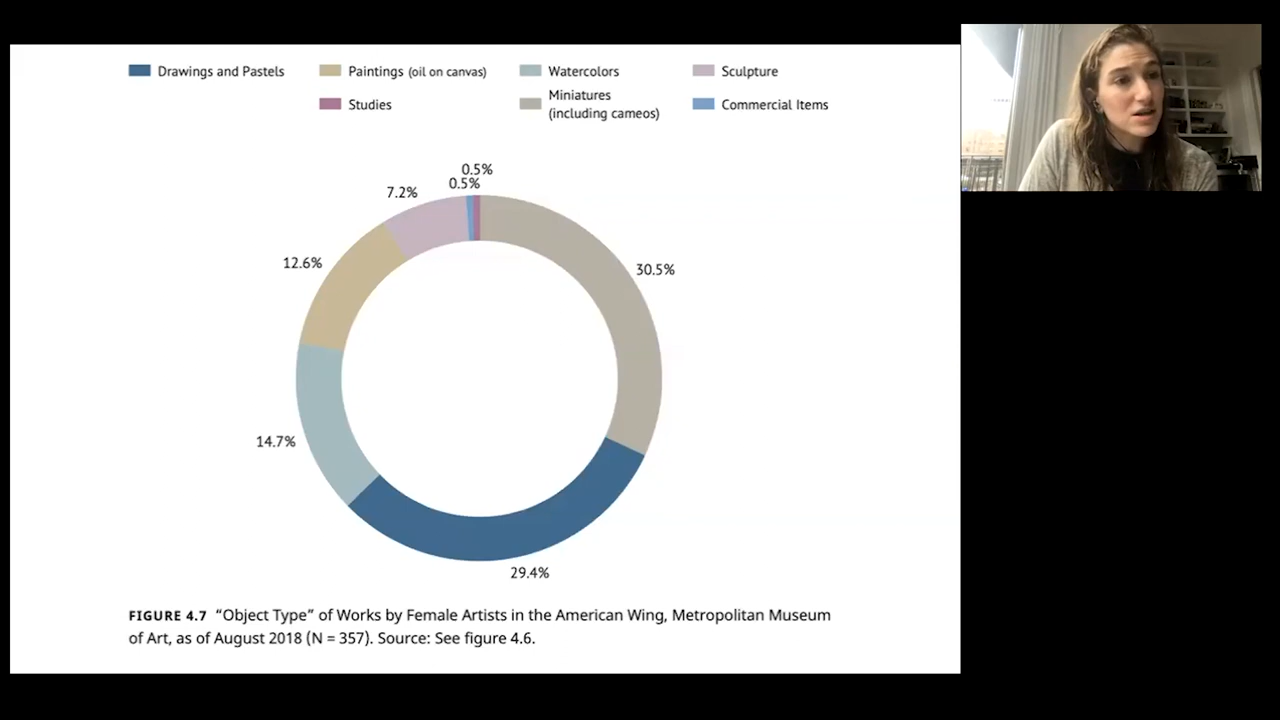 Drawings and Pastels
Paintings (oil on canvas)
Watercolors
Sculpture
Studies
Miniatures
(including cameos)
Commercial Items
0.5%
0.5%
7.2%
12.6%
30.5%
14.7%
29.4%
FIGURE 4.7 “Object Type” of Works by Female Artists in the American Wing, Metropolitan Museum
of Art, as of August 2018 (N = 357). Source: See figure 4.6.